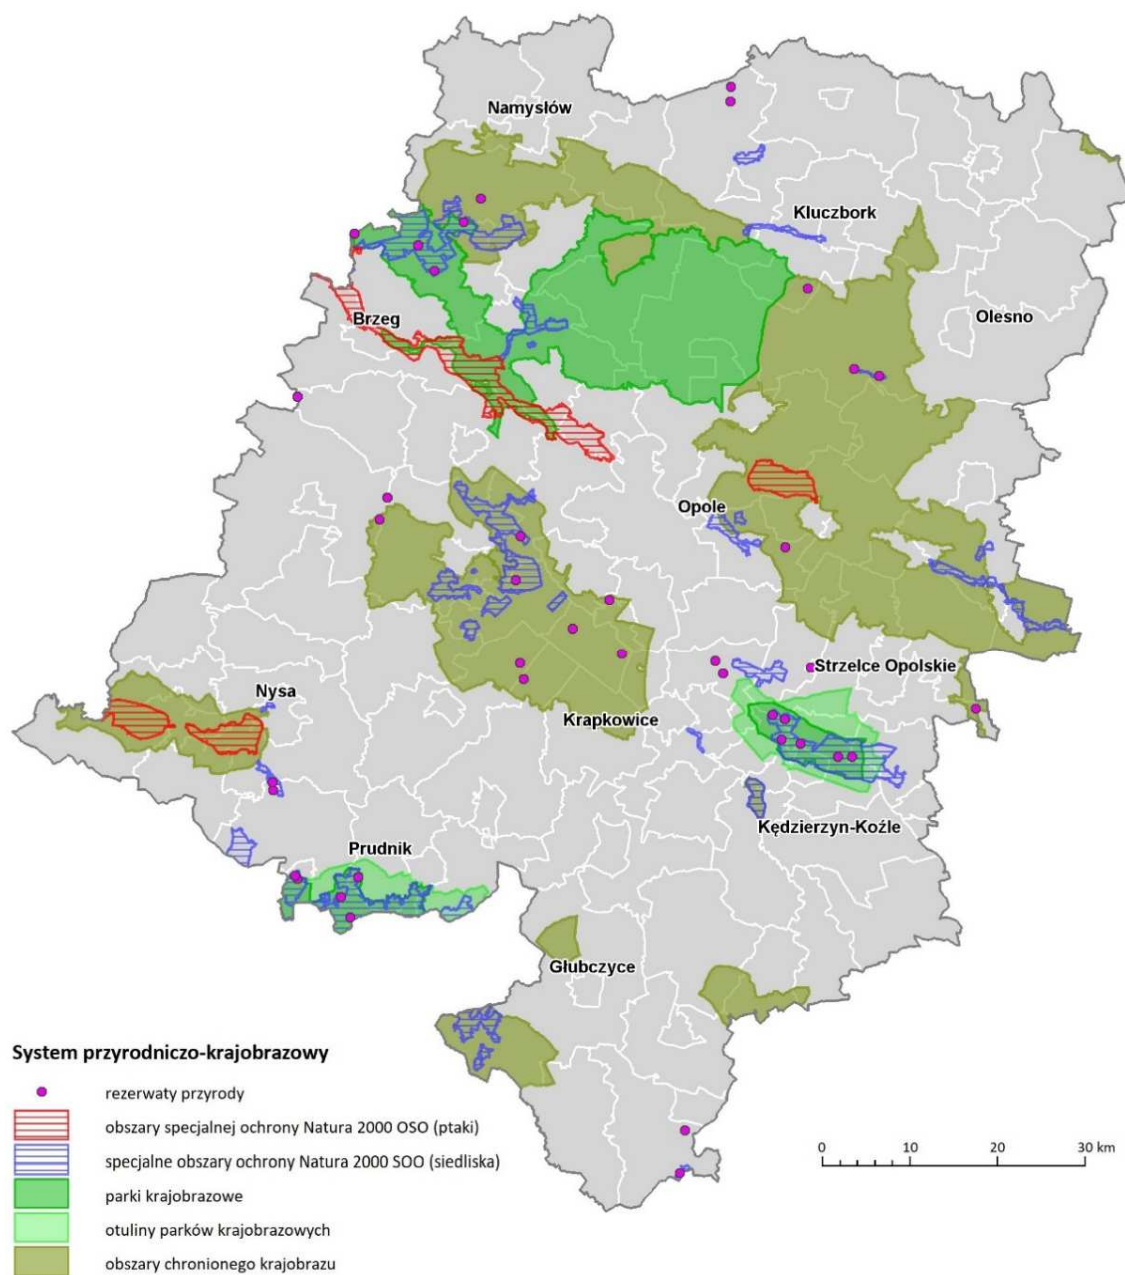 Namysłów
Kluczbork
Olesno
Brzeg
Opole
Strzelce Opolskie
Nysa
Krapkowice
Kędzierzyn-Koźle
Prudnik
Głubczyce
System przyrodniczo-krajobrazowy
rezerwaty przyrody
obszary specjalnej ochrony Natura 2000 OSO (ptaki)
specjalne obszary ochrony Natura 2000 SOO (siedliska)
parki krajobrazowe
otuliny parków krajobrazowych
obszary chronionego krajobrazu
0 10 20 30 km